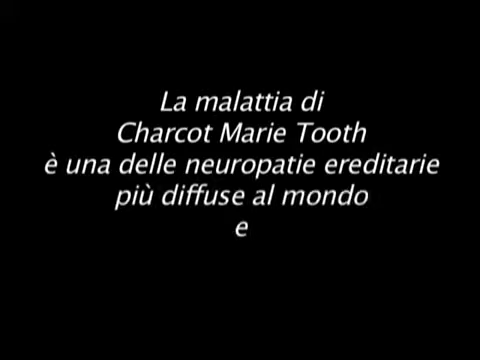 La malattia di
Charcot Marie Tooth
è una delle neuropatie ereditarie
più diffuse al mondo
e